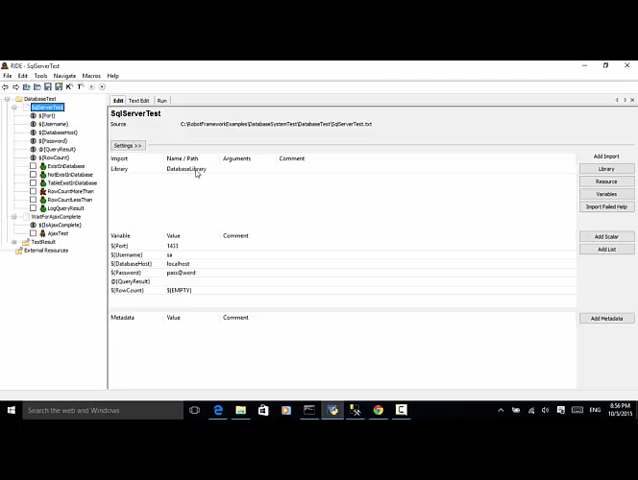 RIDE - SqlServerTest
File Edit Tools Navigate Macros Help
DatabaseTest
SqlServerTest
${Port}
${Username}
${DatabaseHost}
${Password}
@{QueryResult}
${RowCount}
ExistInDatabase
NotExistInDatabase
TableExistInDatabase
RowCountMoreThan
RowCountLessThan
LogQueryResult
WaitForAjaxComplete
${IsAjaxComplete}
AjaxTest
TestResult
External Resources
Edit Text Edit Run
SqlServerTest
Source C:\RobotFrameworkExamples\DatabaseSystemTest\DatabaseTest\SqlServerTest.txt
Settings >>
Import Name / Path Arguments Comment
Library DatabaseLibrary
Variable Value Comment
${Port} 1433
${Username} sa
${DatabaseHost} localhost
${Password} pass@word
@{QueryResult}
${RowCount} ${EMPTY}
Metadata Value Comment
Add Import
Library
Resource
Variables
Import Failed Help
Add Scalar
Add List
Add Metadata
Search the web and Windows
ENG
8:56 PM
10/5/2015